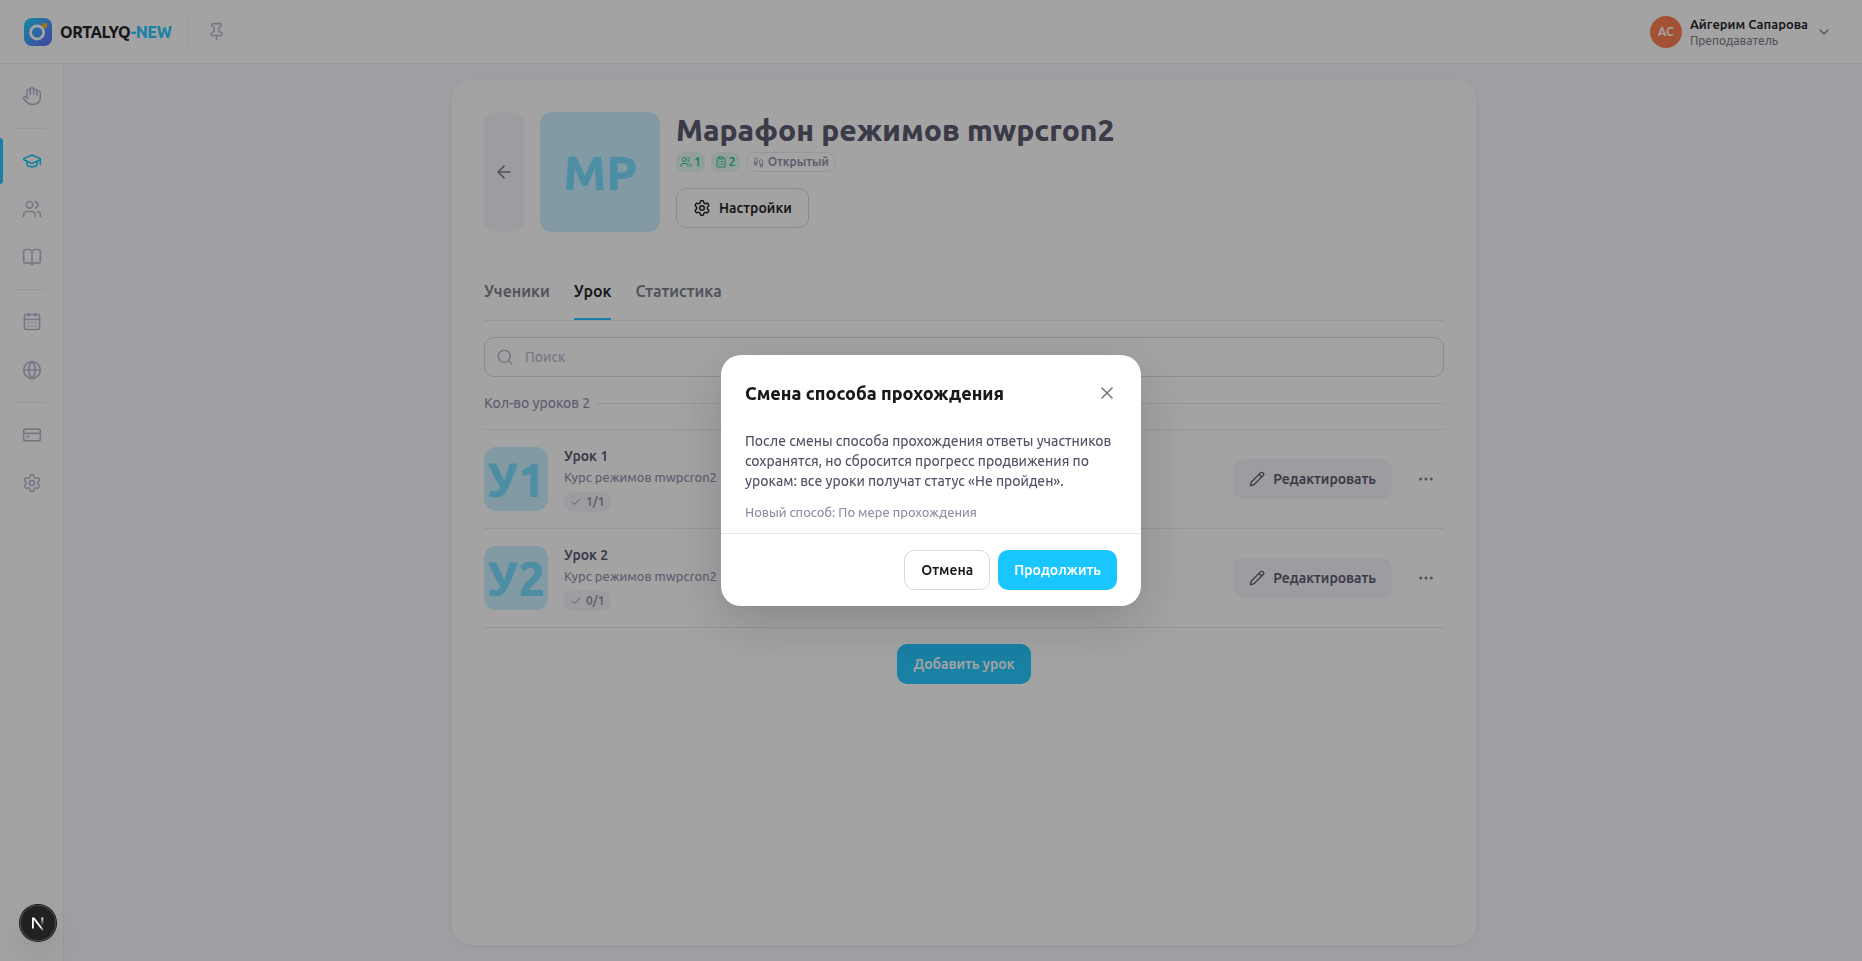 ORTALYQ-NEW
АС
Айгерим Сапарова
Преподаватель
МР
Марафон режимов mwpcron2
1
2
Открытый
Настройки
Ученики
Урок
Статистика
Поиск
Кол-во уроков 2
У1
Урок 1
Курс режимов mwpcron2
1/1
Редактировать
У2
Урок 2
Курс режимов mwpcron2
0/1
Редактировать
Добавить урок
Смена способа прохождения
После смены способа прохождения ответы участников
сохранятся, но сбросится прогресс продвижения по
урокам: все уроки получат статус «Не пройден».
Новый способ: По мере прохождения
Отмена
Продолжить
N